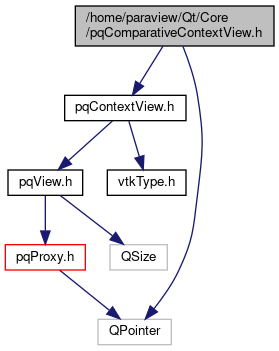 /home/paraview/Qt/Core
/pqComparativeContextView.h
pqContextView.h
pqView.h
vtkType.h
pqProxy.h
QSize
QPointer